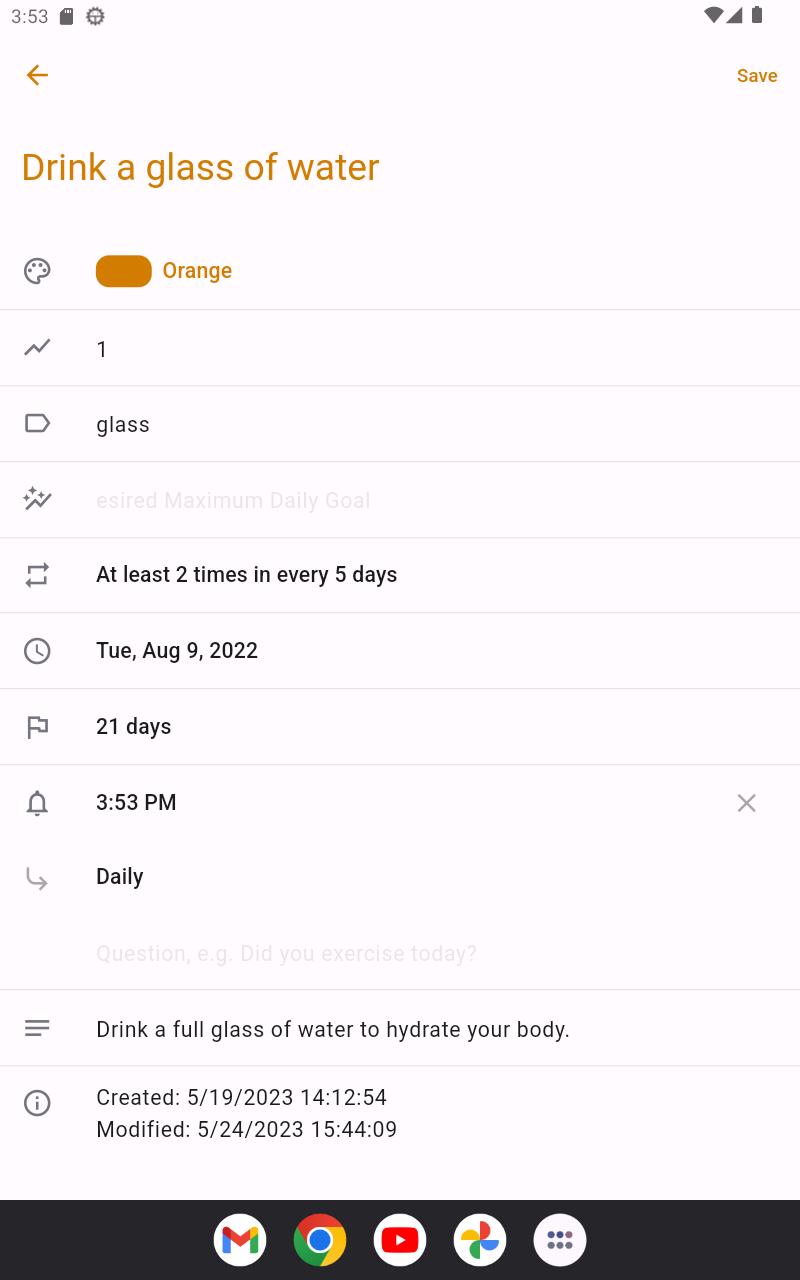 3:53
Save
Drink a glass of water
Orange
1
glass
esired Maximum Daily Goal
At least 2 times in every 5 days
Tue, Aug 9, 2022
21 days
3:53 PM
Daily
Question, e.g. Did you exercise today?
Drink a full glass of water to hydrate your body.
Created: 5/19/2023 14:12:54
Modified: 5/24/2023 15:44:09